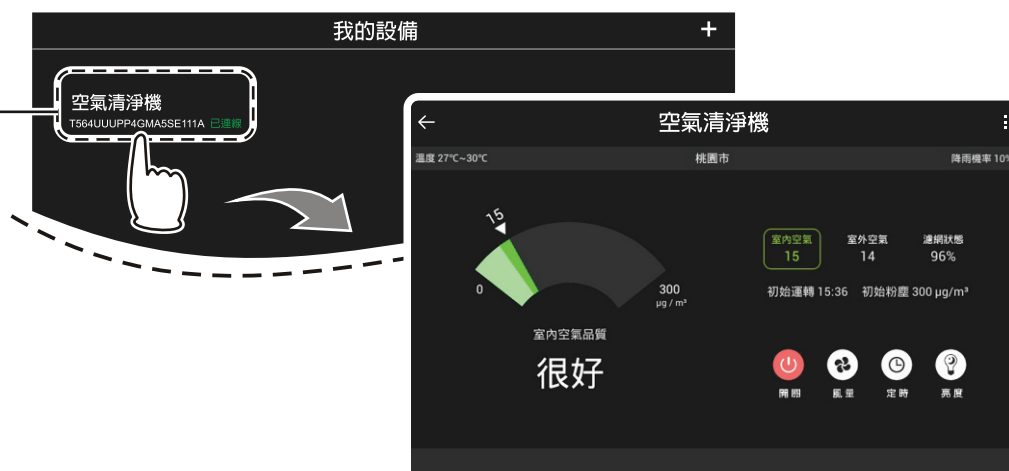 我的設備 +
空氣清淨機
T564UUUPP4GMA5SE111A 已連線
空氣清淨機
溫度 27°C~30°C 桃園市 降雨機率 10%
15
0
300
μg / m³
室內空氣品質
很好
室內空氣 室外空氣 濾網狀態
15 14 96%
初始運轉 15:36 初始粉塵 300 μg/m³
開關 風量 定時 亮度